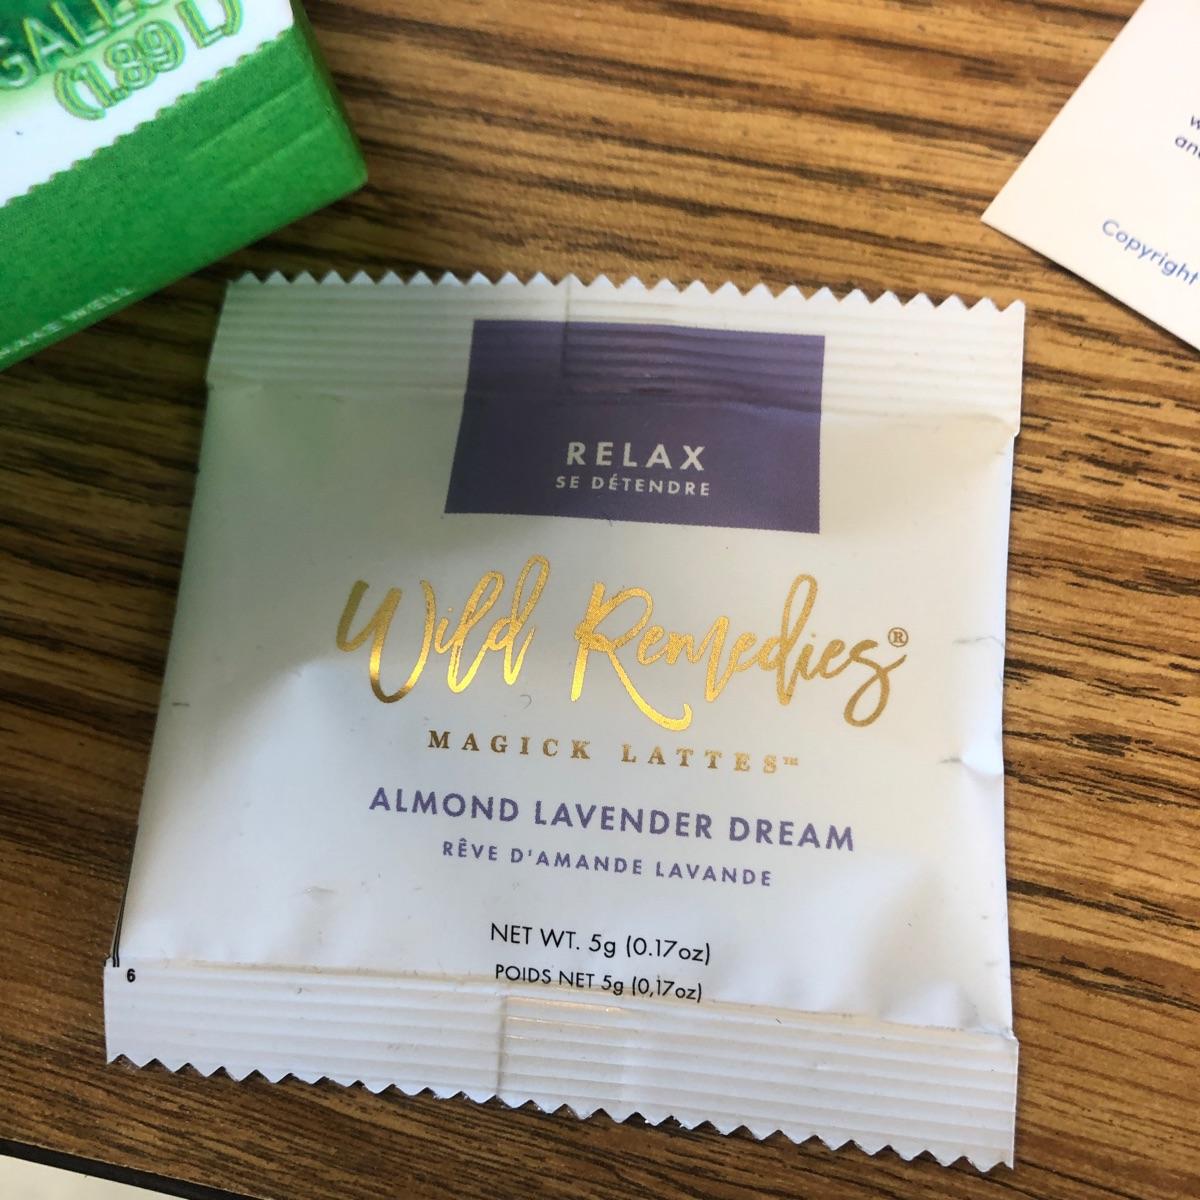 (1.89 L)
RELAX
SE DÉTENDRE
Wild Remedies®
MAGICK LATTES™
ALMOND LAVENDER DREAM
RÊVE D'AMANDE LAVANDE
NET WT. 5g (0.17oz)
POIDS NET 5g (0,17oz)
6
Copyright